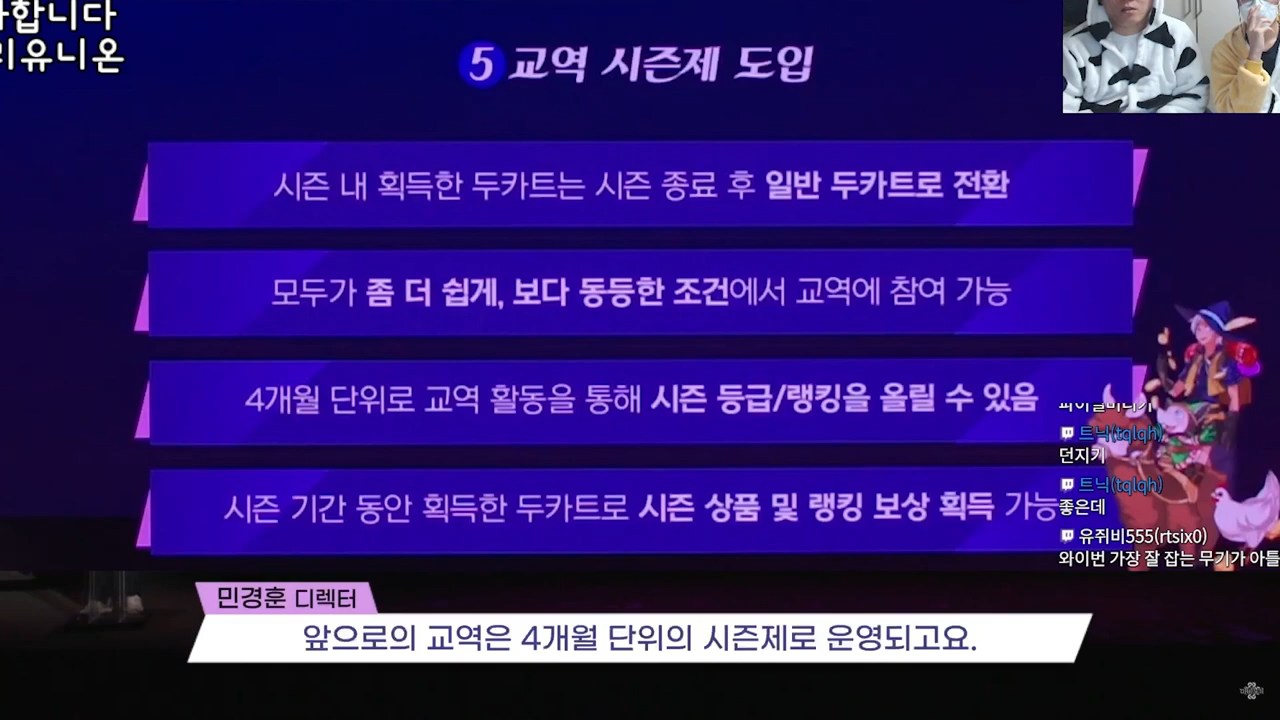 합니다
유니온
5 교역 시즌제 도입
시즌 내 획득한 두카트는 시즌 종료 후 일반 두카트로 전환
모두가 좀 더 쉽게, 보다 동등한 조건에서 교역에 참여 가능
4개월 단위로 교역 활동을 통해 시즌 등급/랭킹을 올릴 수 있음
시즌 기간 동안 획득한 두카트로 시즌 상품 및 랭킹 보상 획득 가능
트닉(tqlqh)
던지기
트닉(tqlqh)
좋은데
유쥐비555(rtsix0)
와이번 가장 잘 잡는 무기가 아틀
민경훈 디렉터
앞으로의 교역은 4개월 단위의 시즌제로 운영되고요.